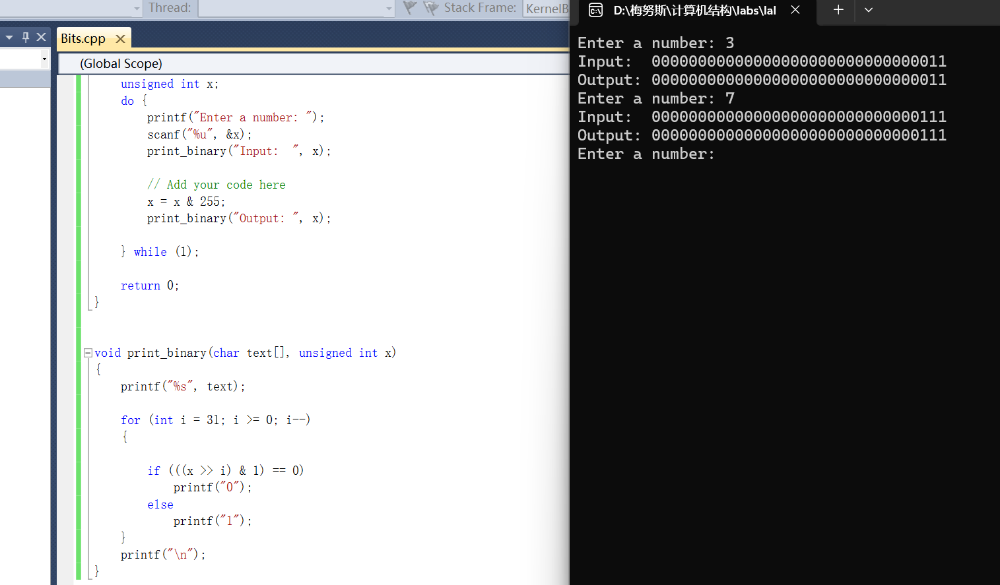 Thread:
Stack Frame:
KernelB
Bits.cpp
(Global Scope)
unsigned int x;
do {
printf("Enter a number: ");
scanf("%u", &x);
print_binary("Input:  ", x);
// Add your code here
x = x & 255;
print_binary("Output: ", x);
} while (1);
return 0;
}
void print_binary(char text[], unsigned int x)
{
printf("%s", text);
for (int i = 31; i >= 0; i--)
{
if (((x >> i) & 1) == 0)
printf("0");
else
printf("1");
}
printf("\n");
}
D:\梅努斯\计算机结构\labs\lal
Enter a number: 3
Input:  00000000000000000000000000000011
Output: 00000000000000000000000000000011
Enter a number: 7
Input:  00000000000000000000000000000111
Output: 00000000000000000000000000000111
Enter a number: